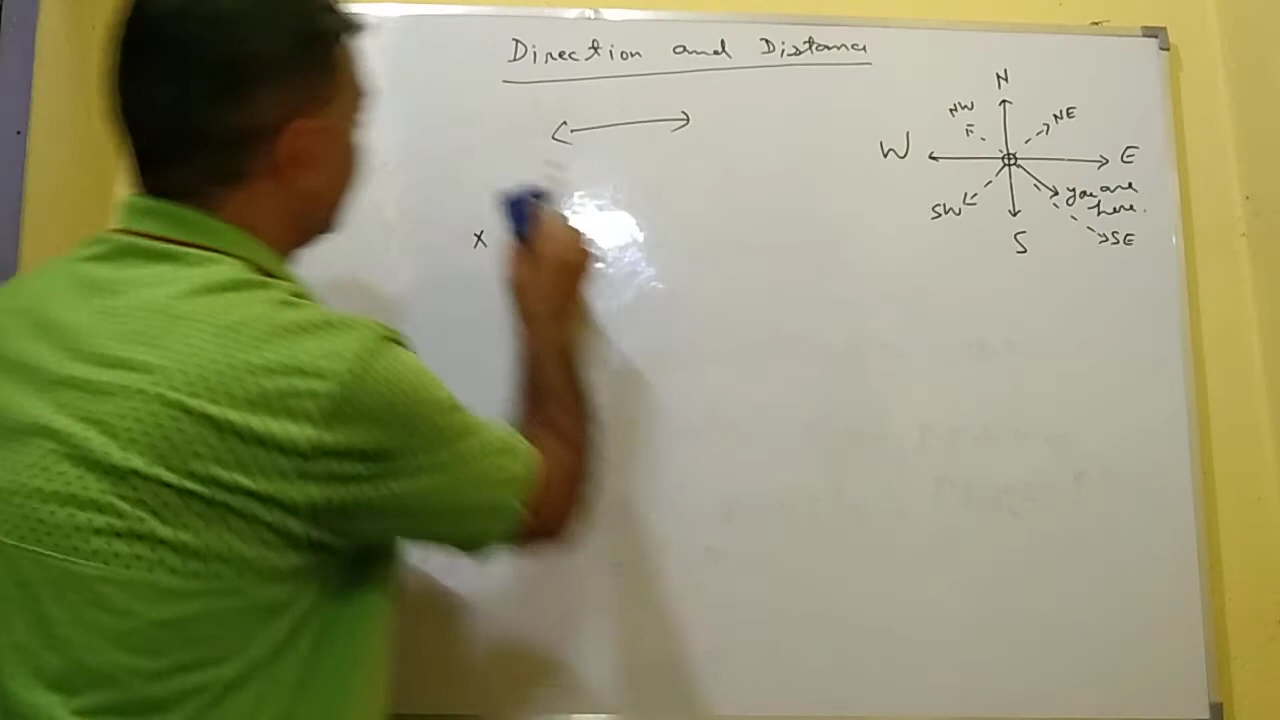 Direction and Distance
N
NW
NE
W
E
you are
here.
SW
SE
S
x